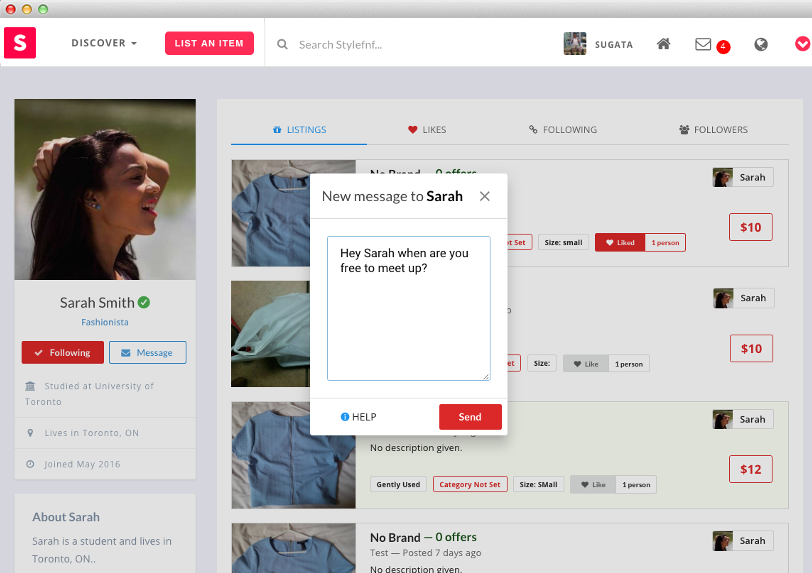 S
DISCOVER
LIST AN ITEM
Search Stylefnf...
SUGATA
4
LISTINGS
LIKES
FOLLOWING
FOLLOWERS
Sarah Smith
Fashionista
Following
Message
Studied at University of
Toronto
Lives in Toronto, ON
Joined May 2016
About Sarah
Sarah is a student and lives in
Toronto, ON..
No Brand — 0 offers
Sarah
$10
Set
Size: small
Liked
1 person
New message to Sarah
Hey Sarah when are you
free to meet up?
HELP
Send
Sarah
$10
Size:
Like
1 person
Sarah
No description given.
$12
Gently Used
Category Not Set
Size: SMall
Like
1 person
No Brand — 0 offers
Sarah
Test — Posted 7 days ago
No description given.